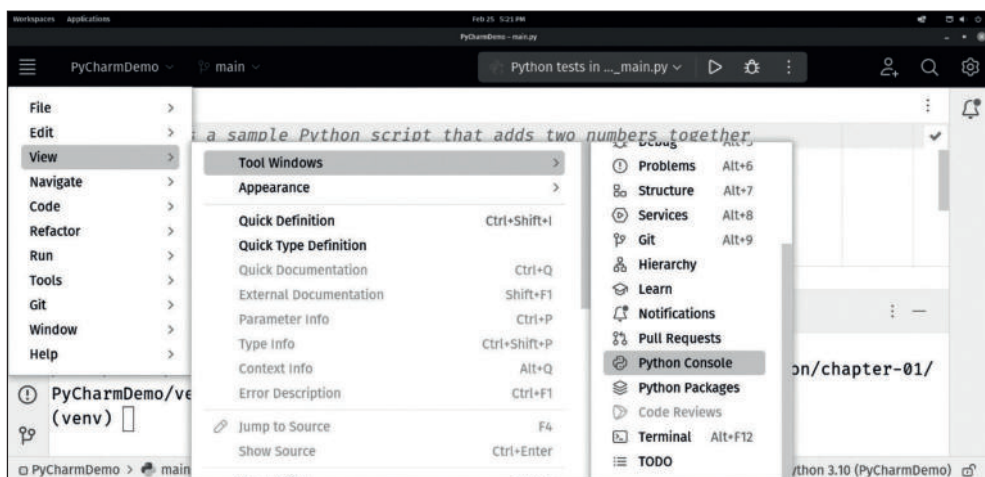 Workspaces Applications
Feb 25 5:21 PM
PyCharmDemo – main.py
PyCharmDemo
main
Python tests in ..._main.py
s a sample Python script that adds two numbers together
File
Edit
View
Navigate
Code
Refactor
Run
Tools
Git
Window
Help
Tool Windows
Appearance
Quick Definition Ctrl+Shift+I
Quick Type Definition
Quick Documentation Ctrl+Q
External Documentation Shift+F1
Parameter Info Ctrl+P
Type Info Ctrl+Shift+P
Context Info Alt+Q
Error Description Ctrl+F1
Jump to Source F4
Show Source Ctrl+Enter
Debug Alt+5
Problems Alt+6
Structure Alt+7
Services Alt+8
Git Alt+9
Hierarchy
Learn
Notifications
Pull Requests
Python Console
Python Packages
Code Reviews
Terminal Alt+F12
TODO
on/chapter-01/
PyCharmDemo/ve
(venv)
PyCharmDemo > main
ython 3.10 (PyCharmDemo)